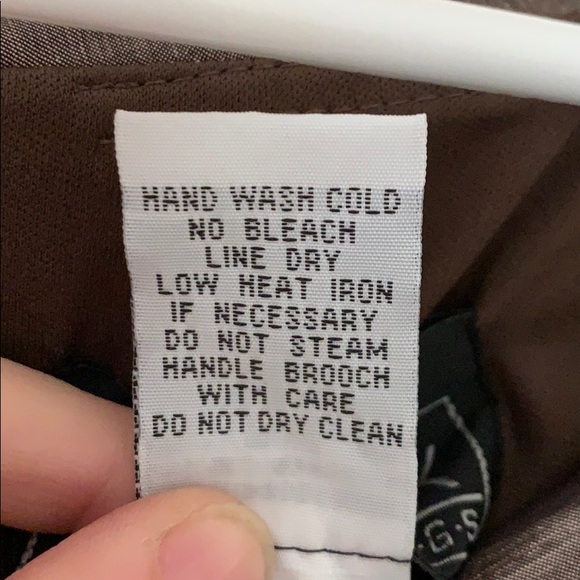 HAND WASH COLD
NO BLEACH
LINE DRY
LOW HEAT IRON
IF NECESSARY
DO NOT STEAM
HANDLE BROOCH
WITH CARE
DO NOT DRY CLEAN